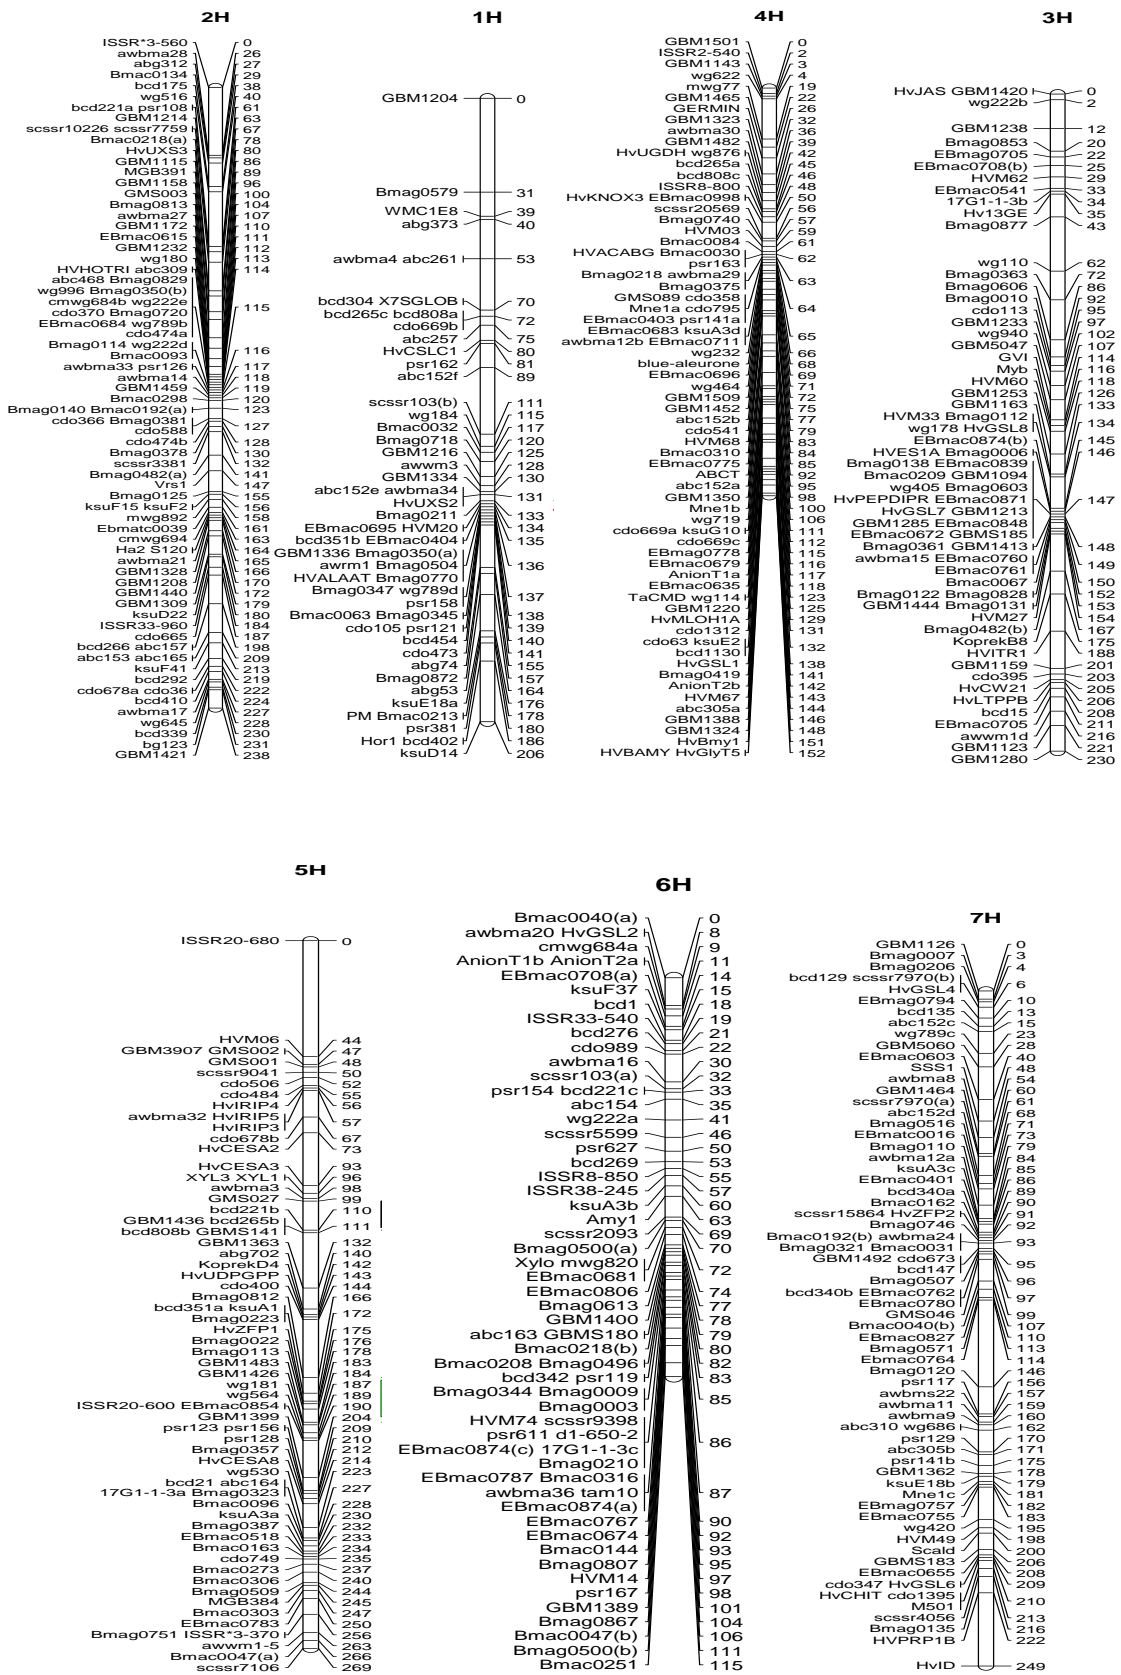 2H
ISSR*3-560 0
awbma28 26
abg312 27
Bmac0134 29
bcd175 38
wg516 40
bcd221a psr108 61
GBM1214 63
scssr10226 scssr7759 67
Bmac0218(a) 78
HvUXS3 80
GBM1115 86
MGB391 89
GBM1158 96
GMS003 100
Bmag0813 104
awbma27 107
GBM1172 110
EBmac0615 111
GBM1232 112
wg180 113
HVHOTRI abc309 114
abc468 Bmag0829
wg996 Bmag0350(b)
cmwg684b wg222e 115
cdo370 Bmag0720
EBmac0684 wg789b
cdo474a
Bmag0114 wg222d
Bmac0093 116
awbma33 psr126 117
awbma14 118
GBM1459 119
Bmac0298 120
Bmag0140 Bmac0192(a) 123
cdo366 Bmag0381 127
cdo588
cdo474b 128
Bmag0378 130
scssr3381 132
Bmag0482(a) 141
Vrs1 147
Bmag0125 155
ksuF15 ksuF2 156
mwg892 158
Ebmatc0039 161
cmwg694 163
Ha2 S120 164
awbma21 165
GBM1328 166
GBM1208 170
GBM1440 172
GBM1309 179
ksuD22 180
ISSR33-960 184
cdo665 187
bcd266 abc157 198
abc153 abc165 209
ksuF41 213
bcd292 219
cdo678a cdo36 222
bcd410 224
awbma17 227
wg645 228
bcd339 230
bg123 231
GBM1421 238
1H
GBM1204 0
Bmag0579 31
WMC1E8 39
abg373 40
awbma4 abc261 53
bcd304 X7SGLOB 70
bcd265c bcd808a 72
cdo669b
abc257 75
HvCSLC1 80
psr162 81
abc152f 89
scssr103(b) 111
wg184 115
Bmac0032 117
Bmag0718 120
GBM1216 125
awwm3 128
GBM1334 130
abc152e awbma34 131
HvUXS2
Bmag0211 133
EBmac0695 HVM20 134
bcd351b EBmac0404 135
GBM1336 Bmag0350(a)
awrm1 Bmag0504 136
HVALAAT Bmag0770
Bmag0347 wg789d 137
psr158
Bmac0063 Bmag0345 138
cdo105 psr121 139
bcd454 140
cdo473 141
abg74 155
Bmag0872 157
abg53 164
ksuE18a 176
PM Bmac0213 178
psr381 180
Hor1 bcd402 186
ksuD14 206
4H
GBM1501 0
ISSR2-540 2
GBM1143 3
wg622 4
mwg77 19
GBM1465 22
GERMIN 26
GBM1323 32
awbma30 36
GBM1482 39
HvUGDH wg876 42
bcd265a 45
bcd808c 46
ISSR8-800 48
HvKNOX3 EBmac0998 50
scssr20569 56
Bmag0740 57
HVM03 59
Bmac0084 61
HVACABG Bmac0030 62
psr163
Bmag0218 awbma29 63
Bmag0375
GMS089 cdo358
Mne1a cdo795 64
EBmac0403 psr141a
EBmac0683 ksuA3d 65
awbma12b EBmac0711
wg232 66
blue-aleurone 68
EBmac0696 69
wg464 71
GBM1509 72
GBM1452 75
abc152b 77
cdo541 79
HVM68 83
Bmac0310 84
EBmac0775 85
ABCT 92
abc152a 95
GBM1350 98
Mne1b 100
wg719 106
cdo669a ksuG10 111
cdo669c 112
EBmag0778 115
EBmac0679 116
AnionT1a 117
EBmac0635 118
TaCMD wg114 123
GBM1220 125
HvMLOH1A 129
cdo1312 131
cdo63 ksuE2 132
bcd1130
HvGSL1 138
Bmag0419 141
AnionT2b 142
HVM67 143
abc305a 144
GBM1388 146
GBM1324 148
HvBmy1 151
HVBAMY HvGlyT5 152
3H
HvJAS GBM1420 0
wg222b 2
GBM1238 12
Bmag0853 20
EBmag0705 22
EBmac0708(b) 25
HVM62 29
EBmac0541 33
17G1-1-3b 34
Hv13GE 35
Bmag0877 43
wg110 62
Bmag0363 72
Bmag0606 86
Bmag0010 92
cdo113 95
GBM1233 97
wg940 102
GBM5047 107
GVI 114
Myb 116
HVM60 118
GBM1253 126
GBM1163 133
HVM33 Bmag0112 134
wg178 HvGSL8
EBmac0874(b) 145
HVES1A Bmag0006 146
Bmag0138 EBmac0839
Bmac0209 GBM1094
wg405 Bmag0603
HvPEPDIPR EBmac0871 147
HvGSL7 GBM1213
GBM1285 EBmac0848
EBmac0672 GBMS185
Bmag0361 GBM1413 148
awbma15 EBmac0760 149
EBmac0761
Bmac0067 150
Bmag0122 Bmag0828 152
GBM1444 Bmag0131 153
HVM27 154
Bmag0482(b) 167
KoprekB8 175
HVITR1 188
GBM1159 201
cdo395 203
HvCW21 205
HvLTPPB 206
bcd15 208
EBmac0705 211
awwm1d 216
GBM1123 221
GBM1280 230
5H
ISSR20-680 0
HVM06 44
GBM3907 GMS002 47
GMS001 48
scssr9041 50
cdo506 52
cdo484 55
HvIRIP4 56
awbma32 HvIRIP5 57
HvIRIP3
cdo678b 67
HvCESA2 73
HvCESA3 93
XYL3 XYL1 96
awbma3 98
GMS027 99
bcd221b 110
GBM1436 bcd265b 111
bcd808b GBMS141
GBM1363 132
abg702 140
KoprekD4 142
HvUDPGPP 143
cdo400 144
Bmag0812 166
bcd351a ksuA1 172
Bmag0223
HvZFP1 175
Bmag0022 176
Bmag0113 178
GBM1483 183
GBM1426 184
wg181 187
wg564 189
ISSR20-600 EBmac0854 190
GBM1399 204
psr123 psr156 209
psr128 210
Bmag0357 212
HvCESA8 214
wg530 223
bcd21 abc164 227
17G1-1-3a Bmag0323
Bmac0096 228
ksuA3a 230
Bmag0387 232
EBmac0518 233
Bmac0163 234
cdo749 235
Bmac0273 237
Bmac0306 240
Bmag0509 244
MGB384 245
Bmac0303 247
EBmac0783 250
Bmag0751 ISSR*3-370 256
awwm1-5 263
Bmac0047(a) 266
scssr7106 269
6H
Bmac0040(a) 0
awbma20 HvGSL2 8
cmwg684a 9
AnionT1b AnionT2a 11
EBmac0708(a) 14
ksuF37 15
bcd1 18
ISSR33-540 19
bcd276 21
cdo989 22
awbma16 30
scssr103(a) 32
psr154 bcd221c 33
abc154 35
wg222a 41
scssr5599 46
psr627 50
bcd269 53
ISSR8-850 55
ISSR38-245 57
ksuA3b 60
Amy1 63
scssr2093 69
Bmag0500(a) 70
Xylo mwg820 72
EBmac0681
EBmac0806 74
Bmag0613 77
GBM1400 78
abc163 GBMS180 79
Bmac0218(b) 80
Bmac0208 Bmag0496 82
bcd342 psr119 83
Bmag0344 Bmag0009 85
Bmag0003
HVM74 scssr9398
psr611 d1-650-2 86
EBmac0874(c) 17G1-1-3c
Bmag0210
EBmac0787 Bmac0316
awbma36 tam10 87
EBmac0874(a)
EBmac0767 90
EBmac0674 92
Bmac0144 93
Bmag0807 95
HVM14 97
psr167 98
GBM1389 101
Bmag0867 104
Bmac0047(b) 106
Bmag0500(b) 111
Bmac0251 115
7H
GBM1126 0
Bmag0007 3
Bmag0206 4
bcd129 scssr7970(b) 6
HvGSL4
EBmag0794 10
bcd135 13
abc152c 15
wg789c 23
GBM5060 28
EBmac0603 40
SSS1 48
awbma8 54
GBM1464 60
scssr7970(a) 61
abc152d 68
Bmag0516 71
EBmatc0016 73
Bmag0110 79
awbma12a 84
ksuA3c 85
EBmac0401 86
bcd340a 89
Bmac0162 90
scssr15864 HvZFP2 91
Bmag0746 92
Bmac0192(b) awbma24 93
Bmag0321 Bmac0031
GBM1492 cdo673 95
bcd147
Bmag0507 96
bcd340b EBmac0762 97
EBmac0780
GMS046 99
Bmac0040(b) 107
EBmac0827 110
Bmag0571 113
Ebmac0764 114
Bmag0120 146
psr117 156
awbms22 157
awbma11 159
awbma9 160
abc310 wg686 162
psr129 170
abc305b 171
psr141b 175
GBM1362 178
ksuE18b 179
Mne1c 181
EBmag0757 182
EBmac0755 183
wg420 195
HVM49 198
Scald 200
GBMS183 206
EBmac0655 208
cdo347 HvGSL6 209
HvCHIT cdo1395 210
M501
scssr4056 213
Bmag0135 216
HVPRP1B 222
HvID 249